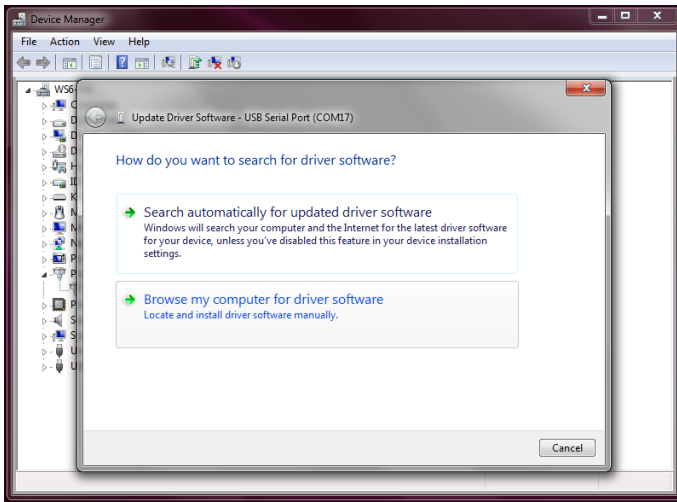 Device Manager
File Action View Help
WS6-
Update Driver Software - USB Serial Port (COM17)
How do you want to search for driver software?
Search automatically for updated driver software
Windows will search your computer and the Internet for the latest driver software
for your device, unless you've disabled this feature in your device installation
settings.
Browse my computer for driver software
Locate and install driver software manually.
Cancel